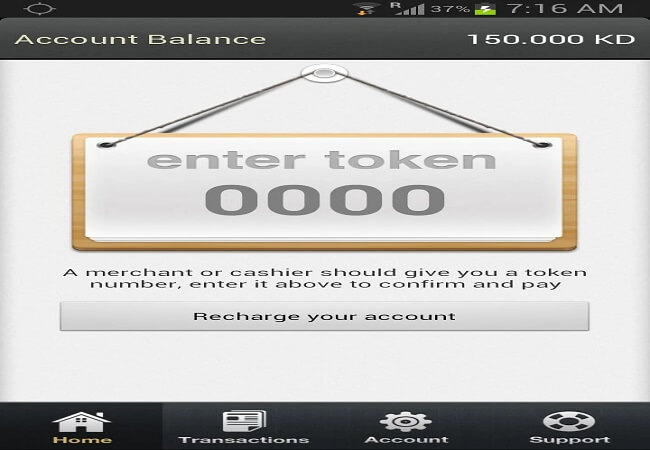 R 37% 7:16 AM
Account Balance 150.000 KD
enter token
0000
A merchant or cashier should give you a token
number, enter it above to confirm and pay
Recharge your account
Home Transactions Account Support